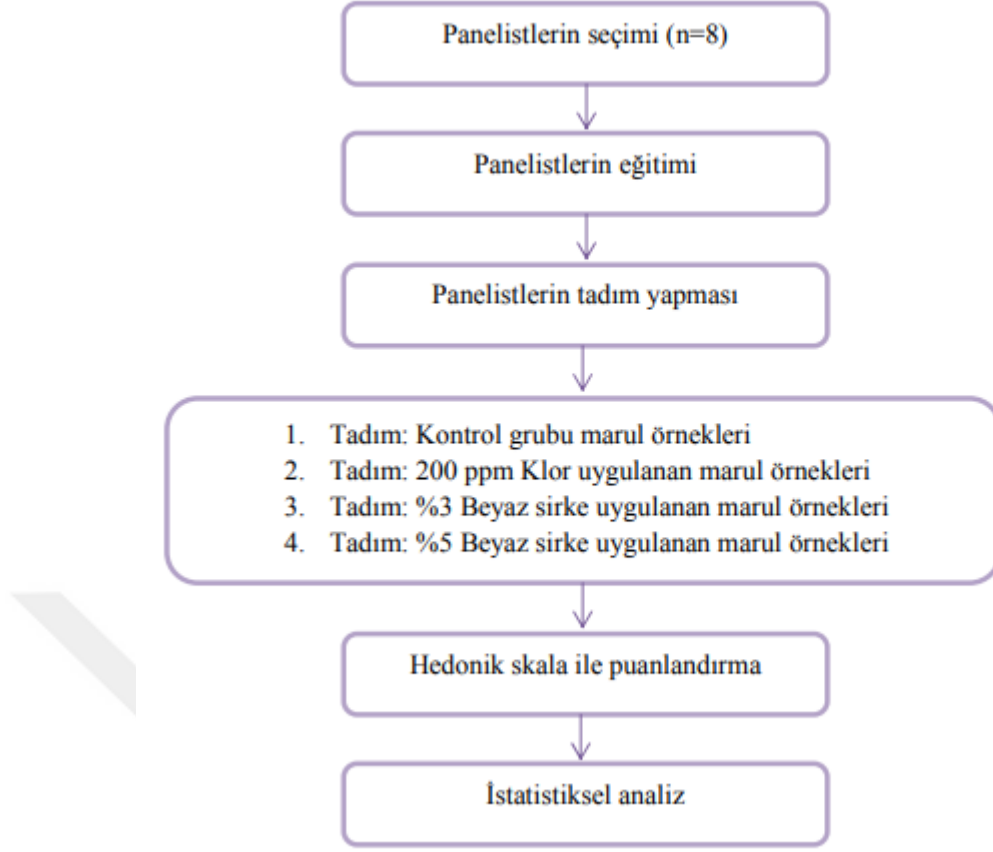 Panelistlerin seçimi (n=8)
Panelistlerin eğitimi
Panelistlerin tadım yapması
1. Tadım: Kontrol grubu marul örnekleri
2. Tadım: 200 ppm Klor uygulanan marul örnekleri
3. Tadım: %3 Beyaz sirke uygulanan marul örnekleri
4. Tadım: %5 Beyaz sirke uygulanan marul örnekleri
Hedonik skala ile puanlandırma
İstatistiksel analiz